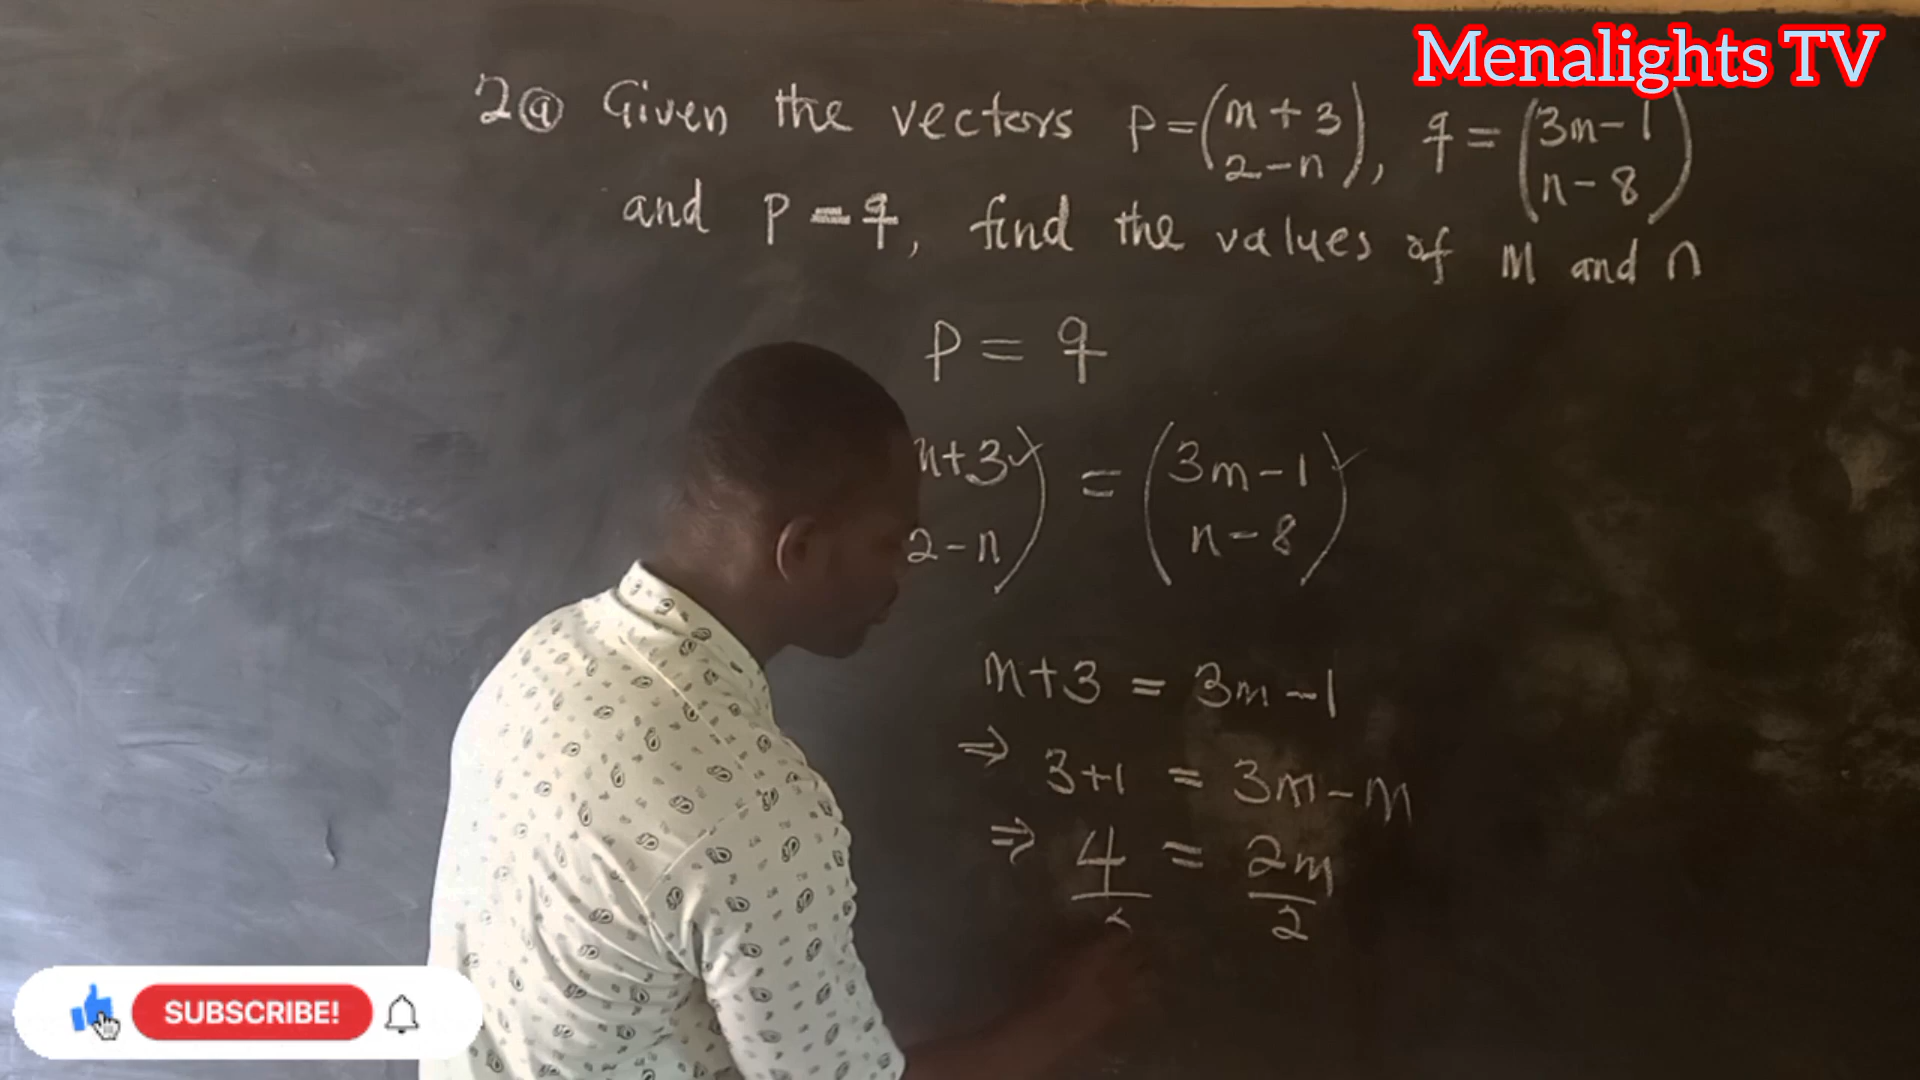 Menalights TV
2(a) Given the vectors p = (m + 3 2 - n), q = (3m - 1 n - 8)
and p = q, find the values of m and n
p = q
m+3 = 3m - 1
2 - n n - 8
m + 3 = 3m - 1
⇒ 3 + 1 = 3m - m
⇒ 4 = 2m
2
SUBSCRIBE!